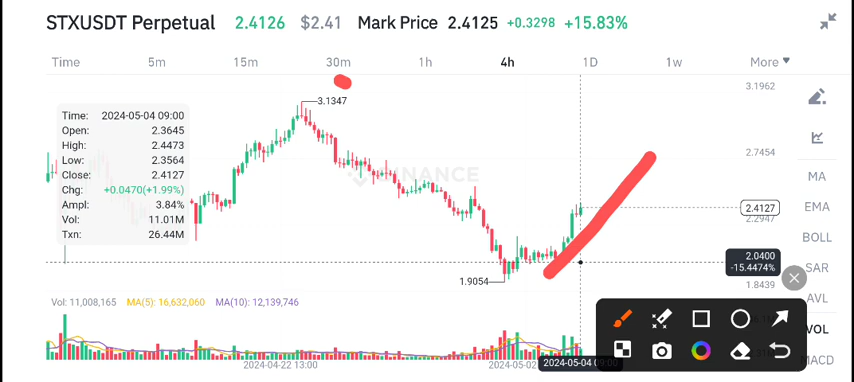 STXUSDT Perpetual 2.4126 $2.41 Mark Price 2.4125 +0.3298 +15.83%
Time 5m 15m 30m 1h 4h 1D 1w More
3.1962
3.1347
Time: 2024-05-04 09:00
Open: 2.3645
High: 2.4473
Low: 2.3564
Close: 2.4127
Chg: +0.0470(+1.99%)
Ampl: 3.84%
Vol: 11.01M
Txn: 26.44M
2.7454
BINANCE
MA
2.4127
EMA
2.2947
BOLL
2.0400
-15.4474%
SAR
1.9054
1.8439
AVL
Vol: 11,008,165 MA(5): 16,632,060 MA(10): 12,139,746
VOL
MACD
2024-04-22 13:00 2024-05-02 2024-05-04 09:00